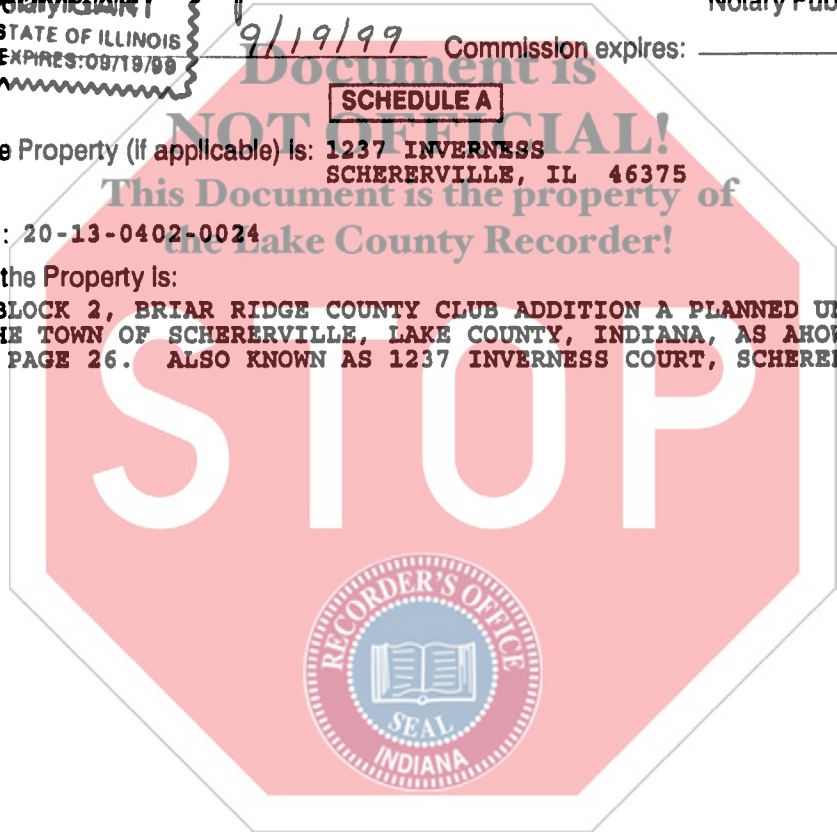 Notary Pub
STATE OF ILLINOIS
EXPIRES:09/19/99
9/19/99 Commission expires:
SCHEDULE A
e Property (if applicable) is: 1237 INVERNESS
SCHERERVILLE, IL 46375
: 20-13-0402-0024
the Property is:
BLOCK 2, BRIAR RIDGE COUNTY CLUB ADDITION A PLANNED UN
HE TOWN OF SCHERERVILLE, LAKE COUNTY, INDIANA, AS AHOW
PAGE 26. ALSO KNOWN AS 1237 INVERNESS COURT, SCHERER
Document is
NOT OFFICIAL!
This Document is the property of
the Lake County Recorder!
STOP
RECORDER'S OFFICE
SEAL
INDIANA